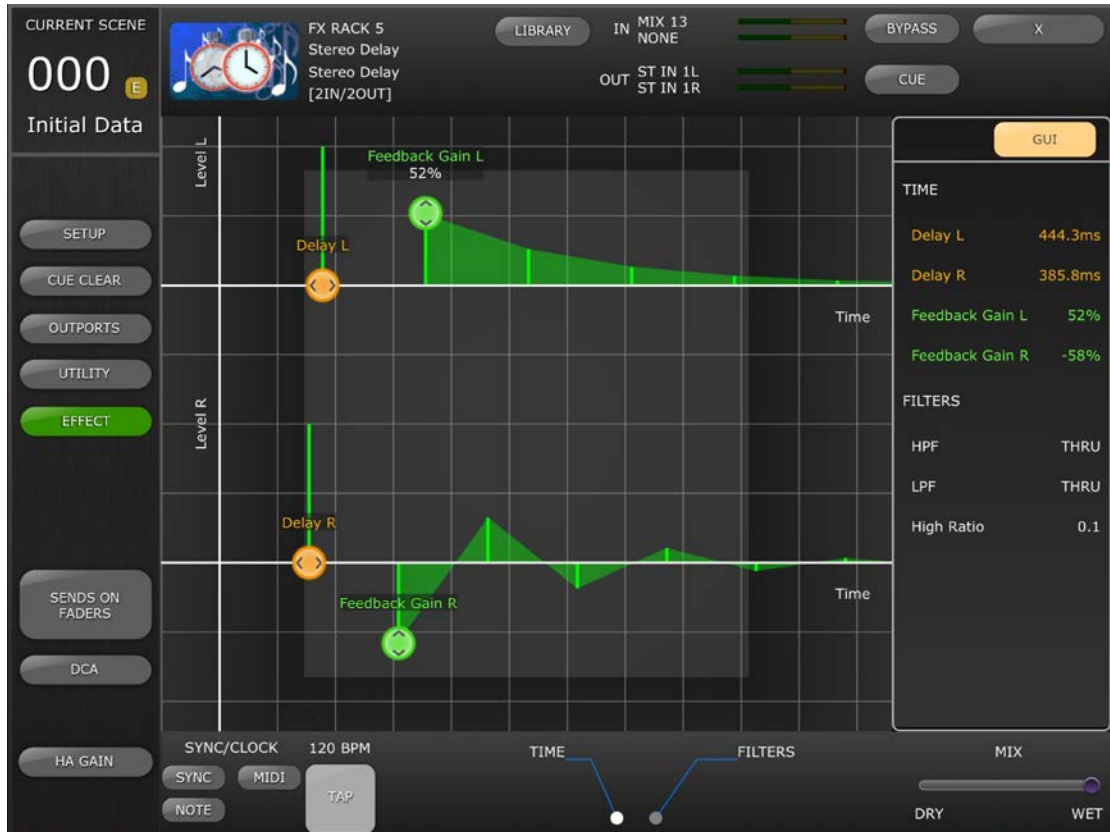 CURRENT SCENE
000 E
Initial Data
FX RACK 5
Stereo Delay
Stereo Delay
[2IN/2OUT]
LIBRARY
IN MIX 13
NONE
OUT ST IN 1L
ST IN 1R
BYPASS
X
CUE
SETUP
CUE CLEAR
OUTPORTS
UTILITY
EFFECT
SENDS ON
FADERS
DCA
HA GAIN
Level L
Feedback Gain L
52%
Delay L
Time
Level R
Delay R
Feedback Gain R
Time
GUI
TIME
Delay L 444.3ms
Delay R 385.8ms
Feedback Gain L 52%
Feedback Gain R -58%
FILTERS
HPF THRU
LPF THRU
High Ratio 0.1
SYNC/CLOCK 120 BPM
SYNC MIDI
NOTE
TAP
TIME
FILTERS
MIX
DRY WET